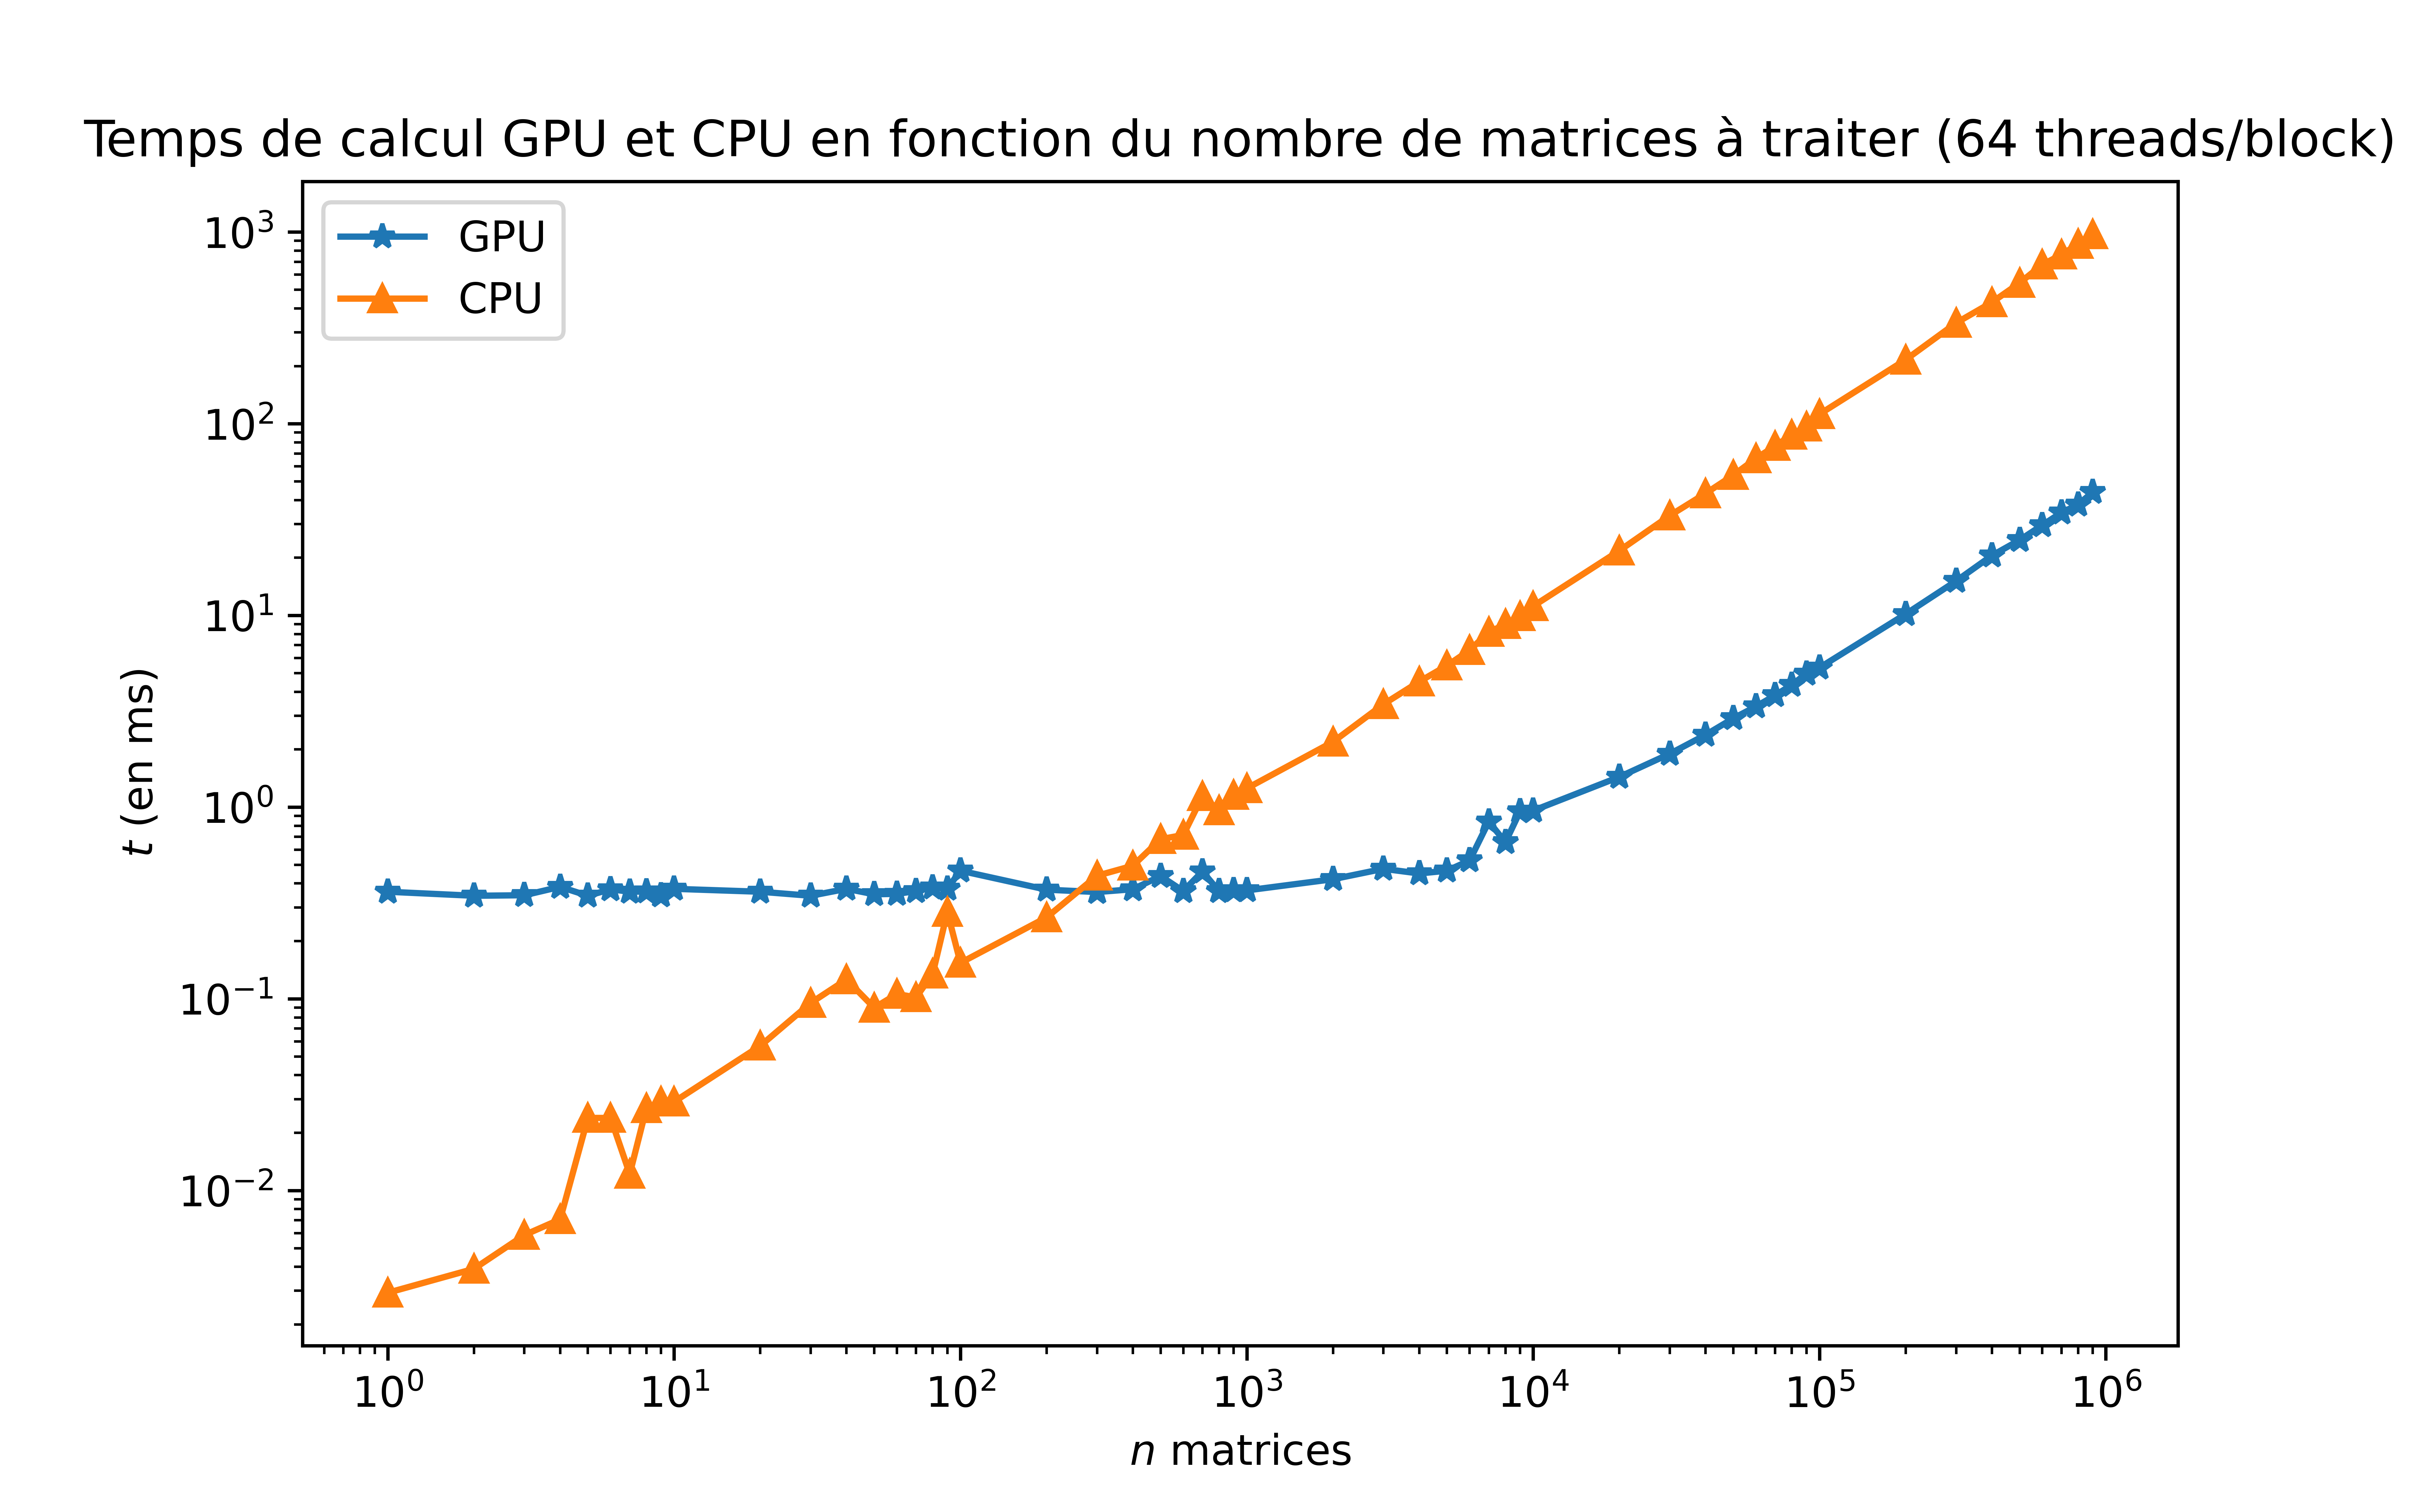 Temps de calcul GPU et CPU en fonction du nombre de matrices à traiter (64 threads/block)
GPU
CPU
10³
10²
10¹
10⁰
10⁻¹
10⁻²
t (en ms)
10⁰ 10¹ 10² 10³ 10⁴ 10⁵ 10⁶
n matrices